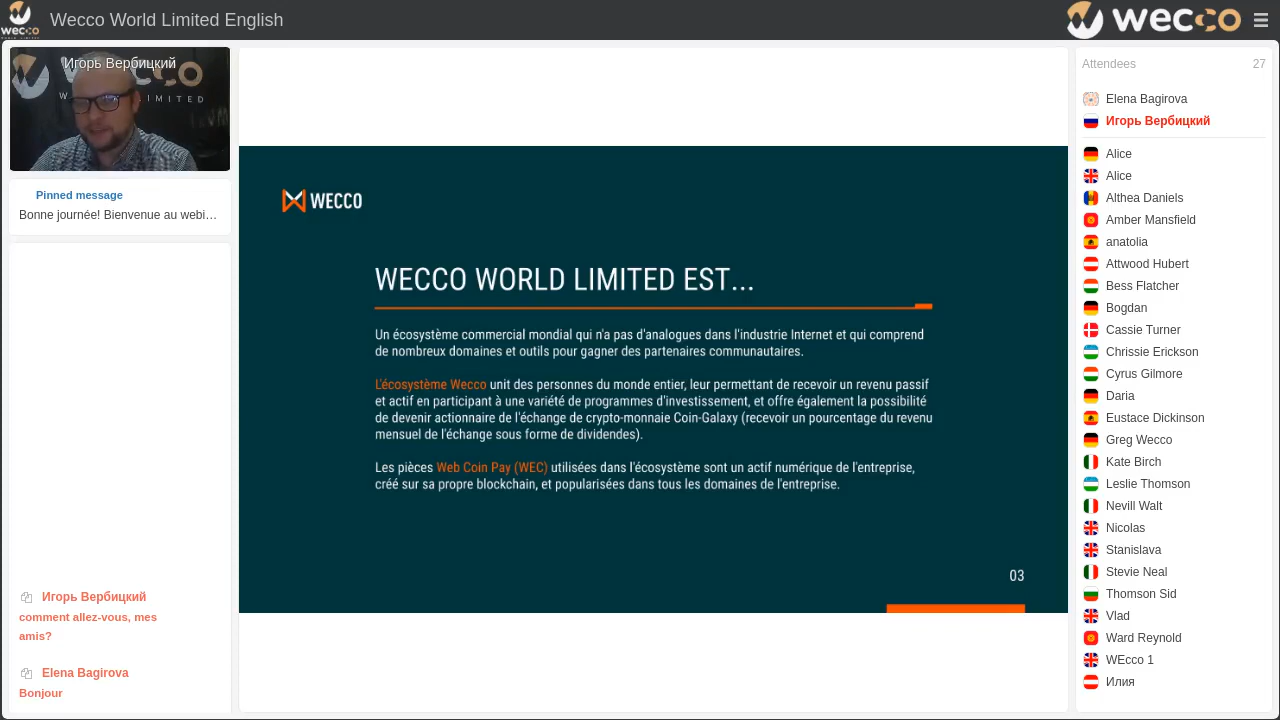 wecco
Wecco World Limited English
wecco
Игорь Вербицкий
Pinned message
Bonne journée! Bienvenue au webi…
Игорь Вербицкий
comment allez-vous, mes
amis?
Elena Bagirova
Bonjour
WECCO
WECCO WORLD LIMITED EST...
Un écosystème commercial mondial qui n'a pas d'analogues dans l'industrie Internet et qui comprend
de nombreux domaines et outils pour gagner des partenaires communautaires.
L'écosystème Wecco unit des personnes du monde entier, leur permettant de recevoir un revenu passif
et actif en participant à une variété de programmes d'investissement, et offre également la possibilité
de devenir actionnaire de l'échange de crypto-monnaie Coin-Galaxy (recevoir un pourcentage du revenu
mensuel de l'échange sous forme de dividendes).
Les pièces Web Coin Pay (WEC) utilisées dans l'écosystème sont un actif numérique de l'entreprise,
créé sur sa propre blockchain, et popularisées dans tous les domaines de l'entreprise.
03
Attendees 27
Elena Bagirova
Игорь Вербицкий
Alice
Alice
Althea Daniels
Amber Mansfield
anatolia
Attwood Hubert
Bess Flatcher
Bogdan
Cassie Turner
Chrissie Erickson
Cyrus Gilmore
Daria
Eustace Dickinson
Greg Wecco
Kate Birch
Leslie Thomson
Nevill Walt
Nicolas
Stanislava
Stevie Neal
Thomson Sid
Vlad
Ward Reynold
WEcco 1
Илия